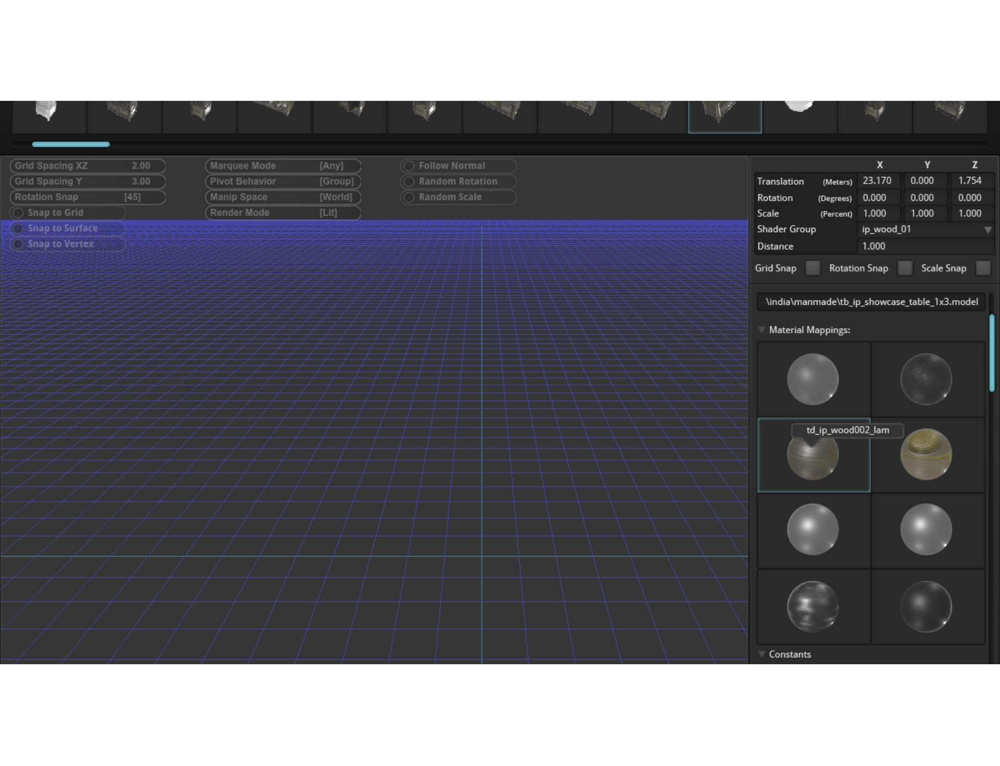 Grid Spacing XZ 2.00
Grid Spacing Y 3.00
Rotation Snap [45]
Snap to Grid
Snap to Surface
Snap to Vertex
Marquee Mode [Any]
Pivot Behavior [Group]
Manip Space [World]
Render Mode [Lit]
Follow Normal
Random Rotation
Random Scale
X Y Z
Translation (Meters) 23.170 0.000 1.754
Rotation (Degrees) 0.000 0.000 0.000
Scale (Percent) 1.000 1.000 1.000
Shader Group ip_wood_01
Distance 1.000
Grid Snap Rotation Snap Scale Snap
\india\manmade\tb_ip_showcase_table_1x3.model
Material Mappings:
td_ip_wood002_lam
Constants